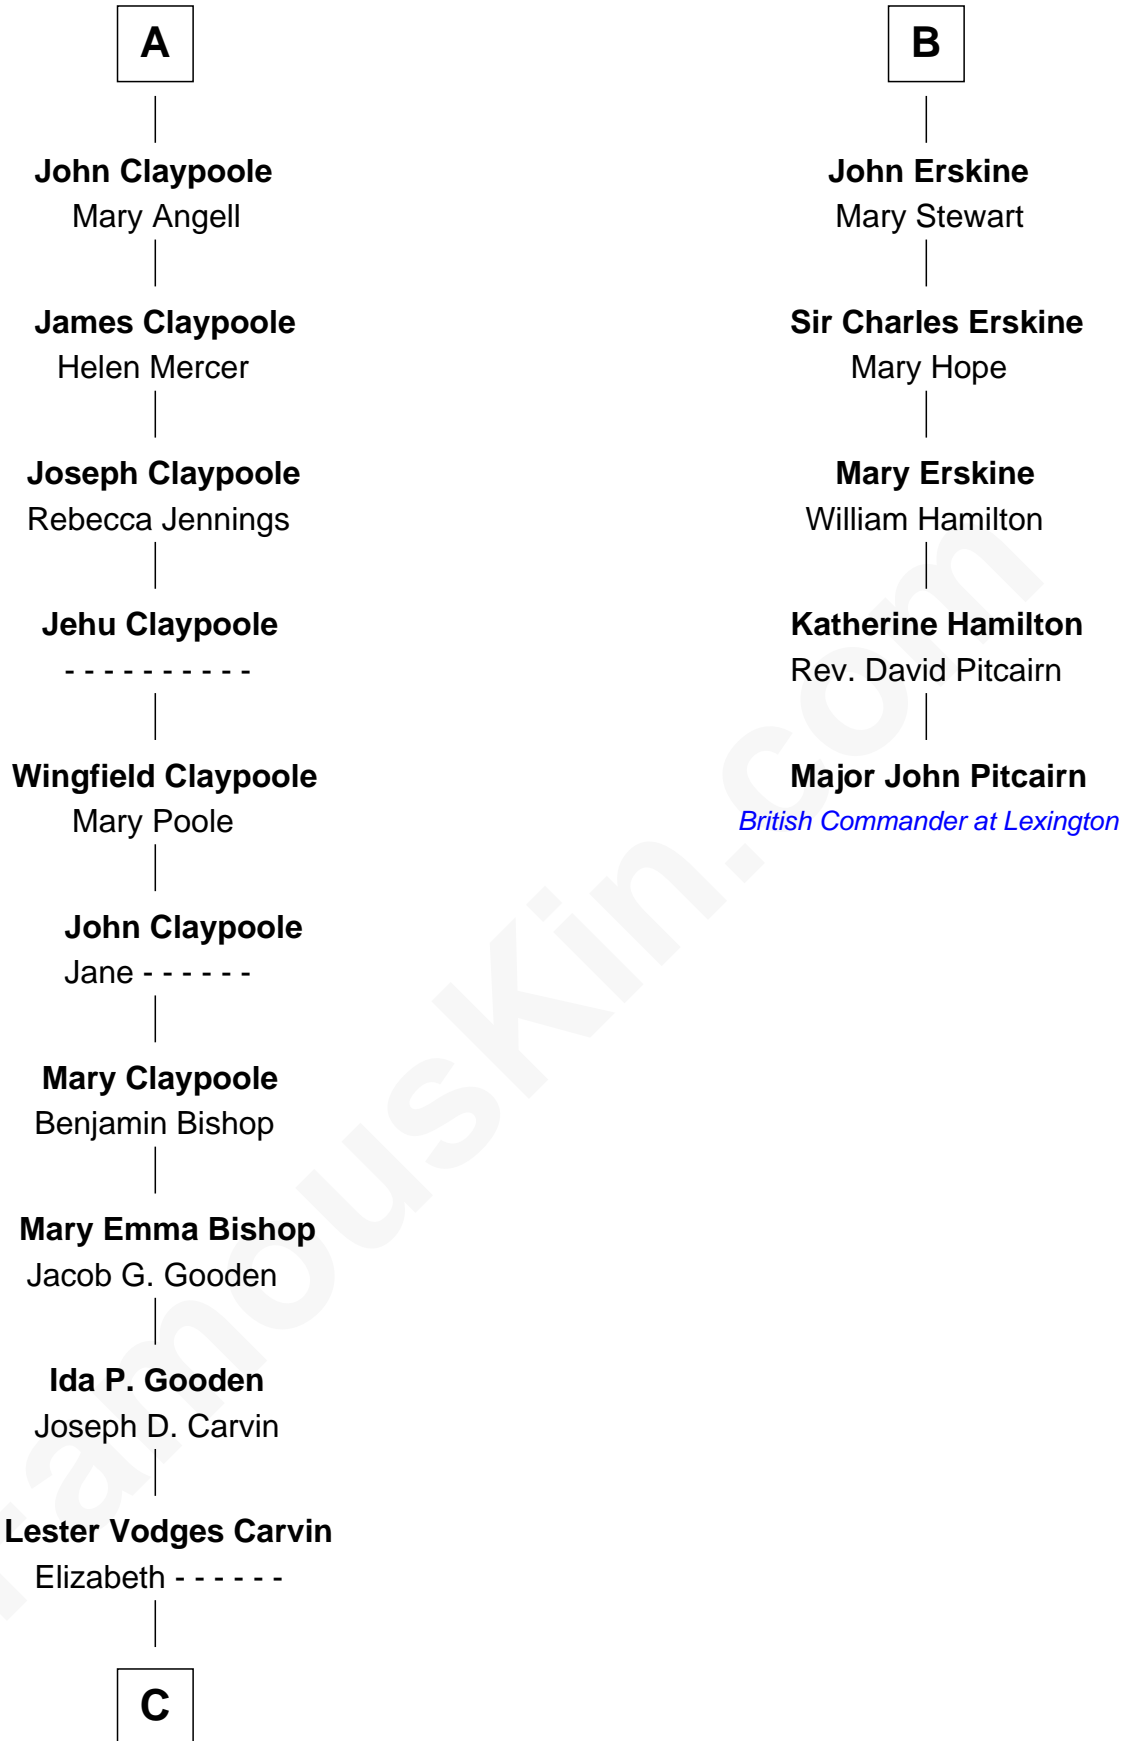 A
John Claypoole
Mary Angell
James Claypoole
Helen Mercer
Joseph Claypoole
Rebecca Jennings
Jehu Claypoole
- - - - - - - - - -
Wingfield Claypoole
Mary Poole
John Claypoole
Jane - - - - - -
Mary Claypoole
Benjamin Bishop
Mary Emma Bishop
Jacob G. Gooden
Ida P. Gooden
Joseph D. Carvin
Lester Vodges Carvin
Elizabeth - - - - - -
C
B
John Erskine
Mary Stewart
Sir Charles Erskine
Mary Hope
Mary Erskine
William Hamilton
Katherine Hamilton
Rev. David Pitcairn
Major John Pitcairn
British Commander at Lexington
FamousKin.com